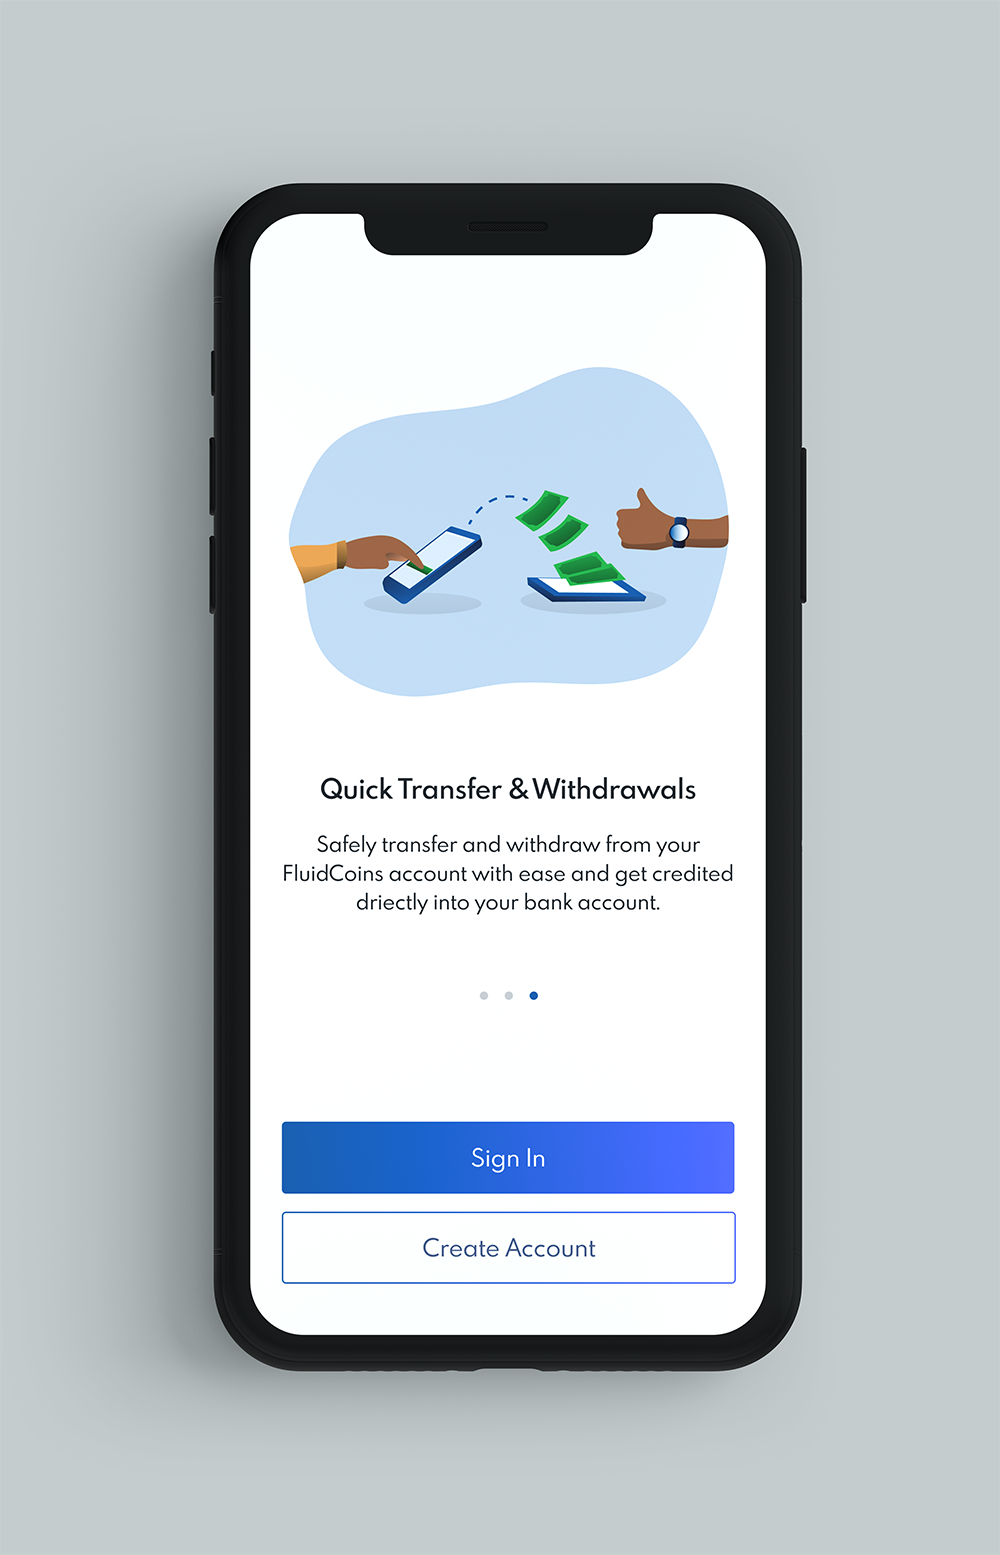 Quick Transfer & Withdrawals
Safely transfer and withdraw from your
FluidCoins account with ease and get credited
driectly into your bank account.
Sign In
Create Account